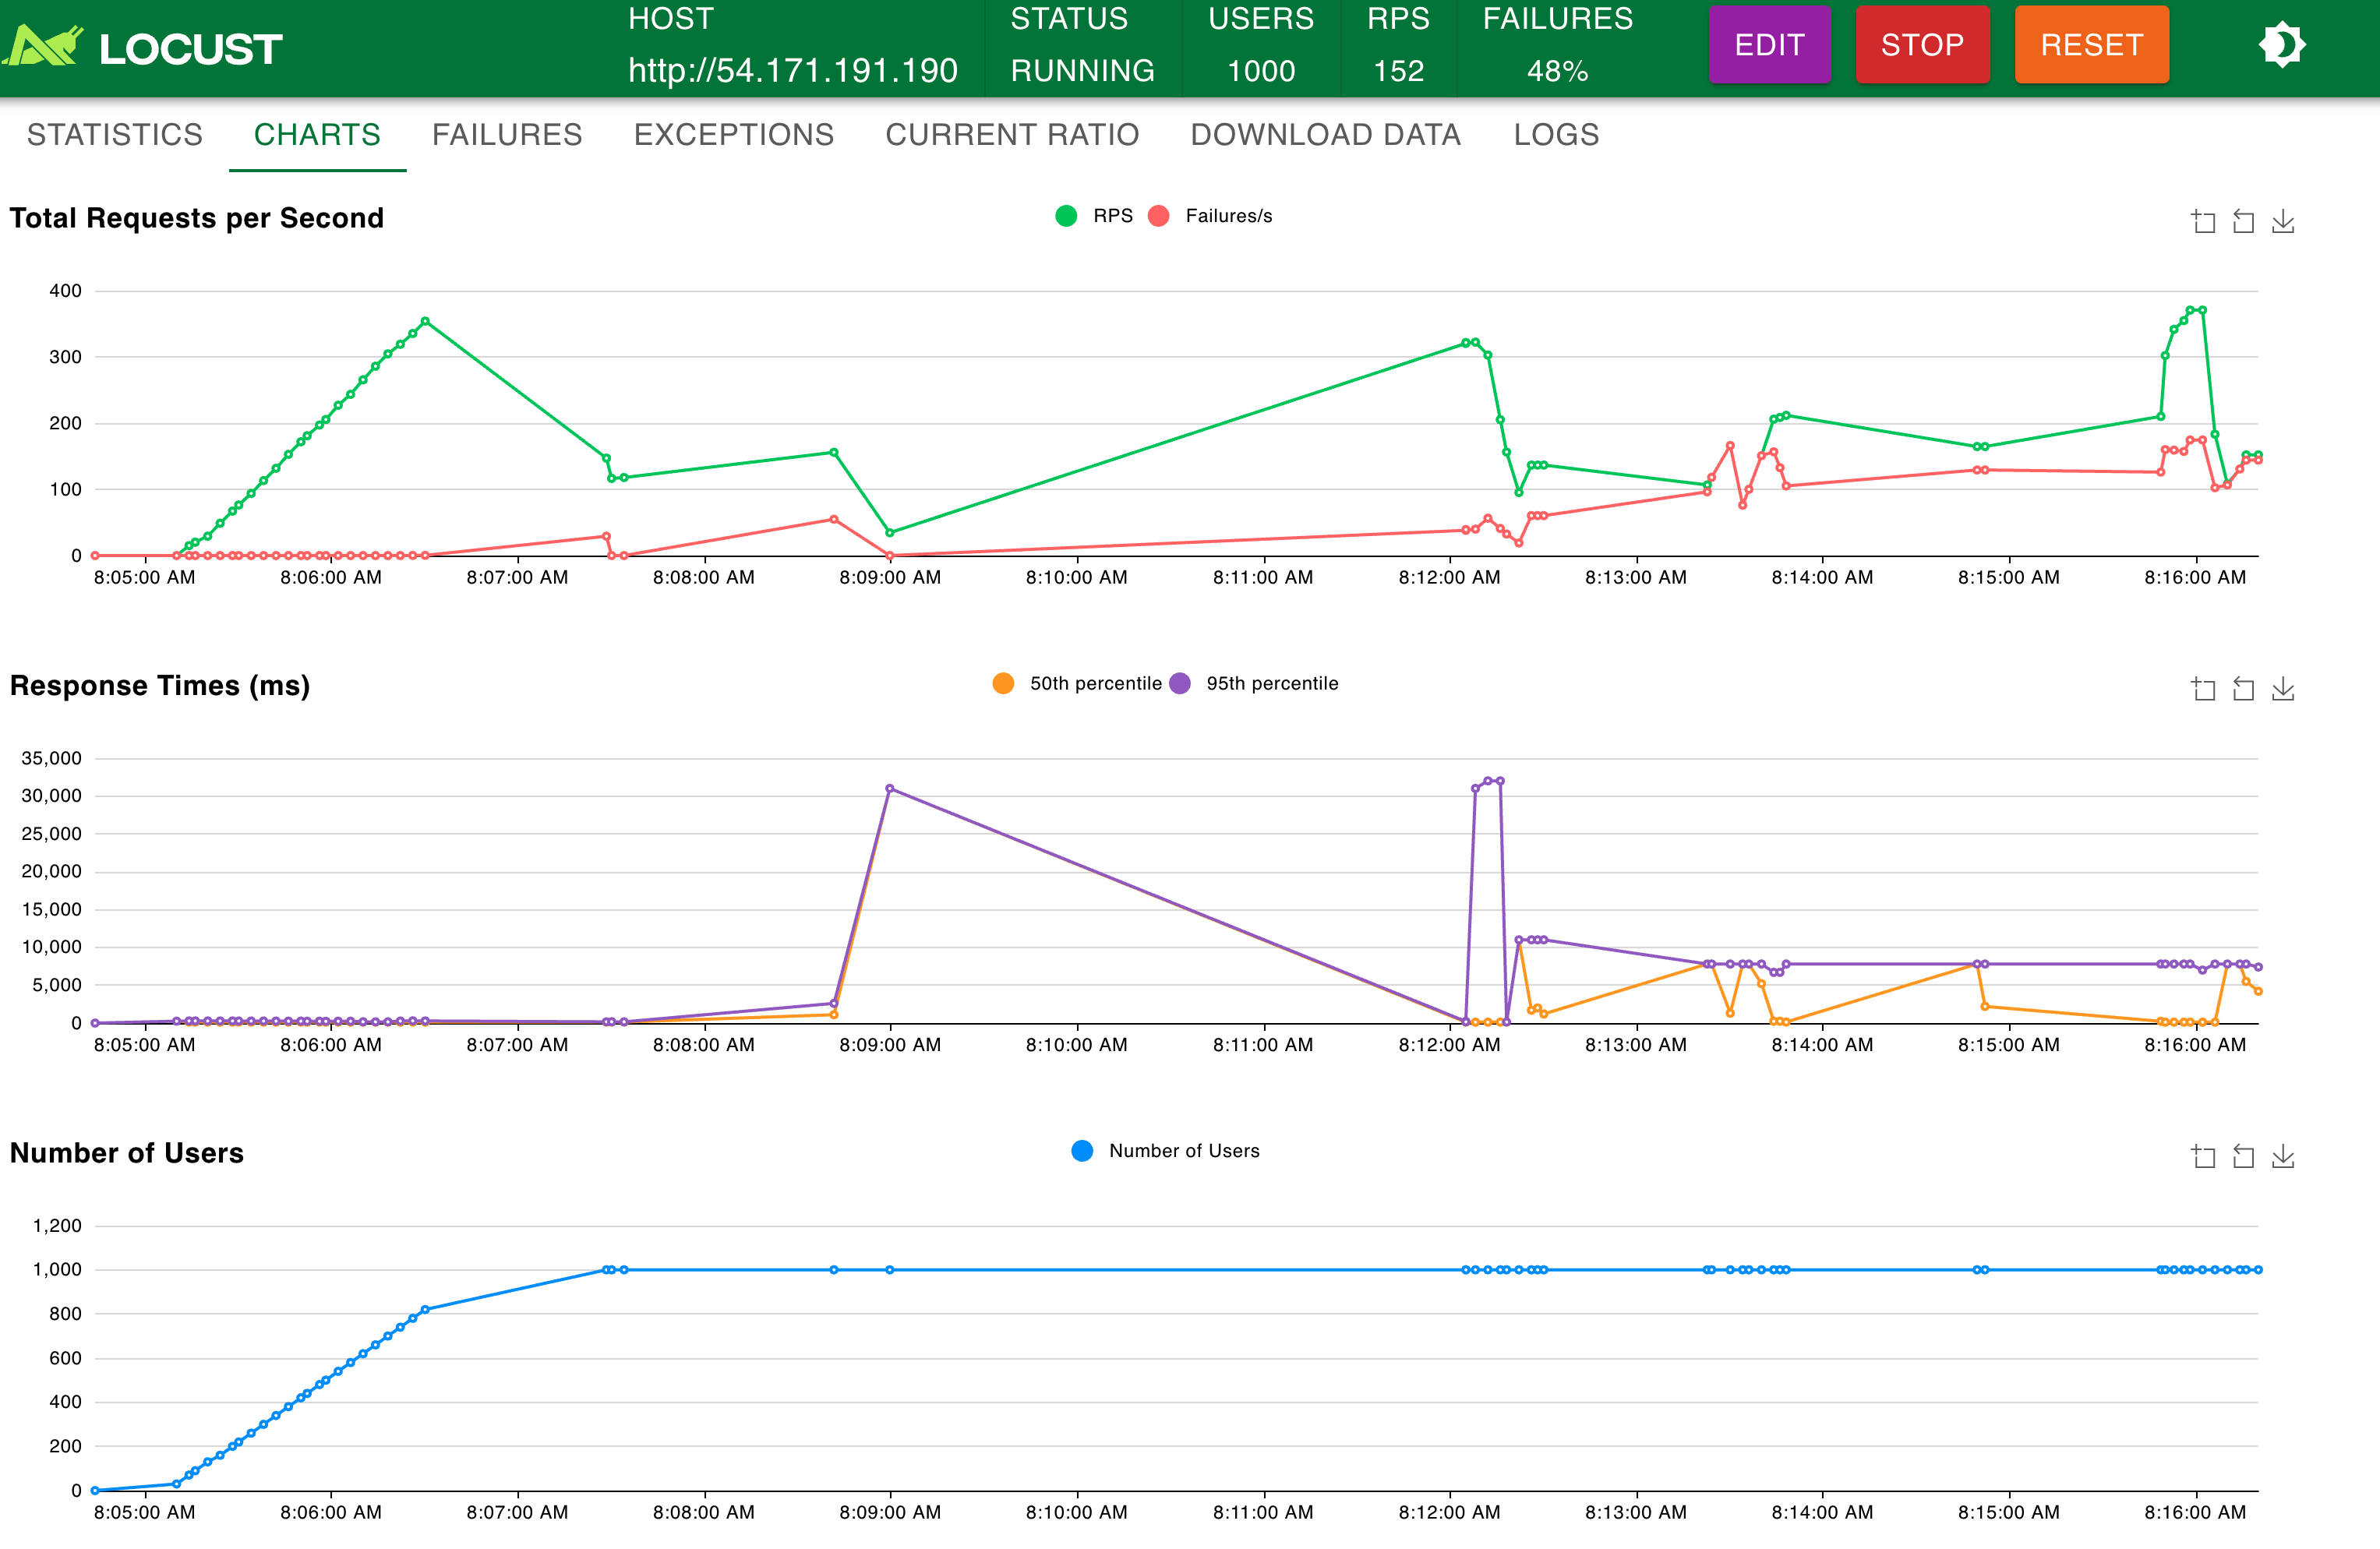 LOCUST
HOST
http://54.171.191.190
STATUS
RUNNING
USERS
1000
RPS
152
FAILURES
48%
EDIT
STOP
RESET
STATISTICS CHARTS FAILURES EXCEPTIONS CURRENT RATIO DOWNLOAD DATA LOGS
Total Requests per Second
RPS Failures/s
400
300
200
100
0
8:05:00 AM 8:06:00 AM 8:07:00 AM 8:08:00 AM 8:09:00 AM 8:10:00 AM 8:11:00 AM 8:12:00 AM 8:13:00 AM 8:14:00 AM 8:15:00 AM 8:16:00 AM
Response Times (ms)
50th percentile 95th percentile
35,000
30,000
25,000
20,000
15,000
10,000
5,000
0
8:05:00 AM 8:06:00 AM 8:07:00 AM 8:08:00 AM 8:09:00 AM 8:10:00 AM 8:11:00 AM 8:12:00 AM 8:13:00 AM 8:14:00 AM 8:15:00 AM 8:16:00 AM
Number of Users
Number of Users
1,200
1,000
800
600
400
200
0
8:05:00 AM 8:06:00 AM 8:07:00 AM 8:08:00 AM 8:09:00 AM 8:10:00 AM 8:11:00 AM 8:12:00 AM 8:13:00 AM 8:14:00 AM 8:15:00 AM 8:16:00 AM